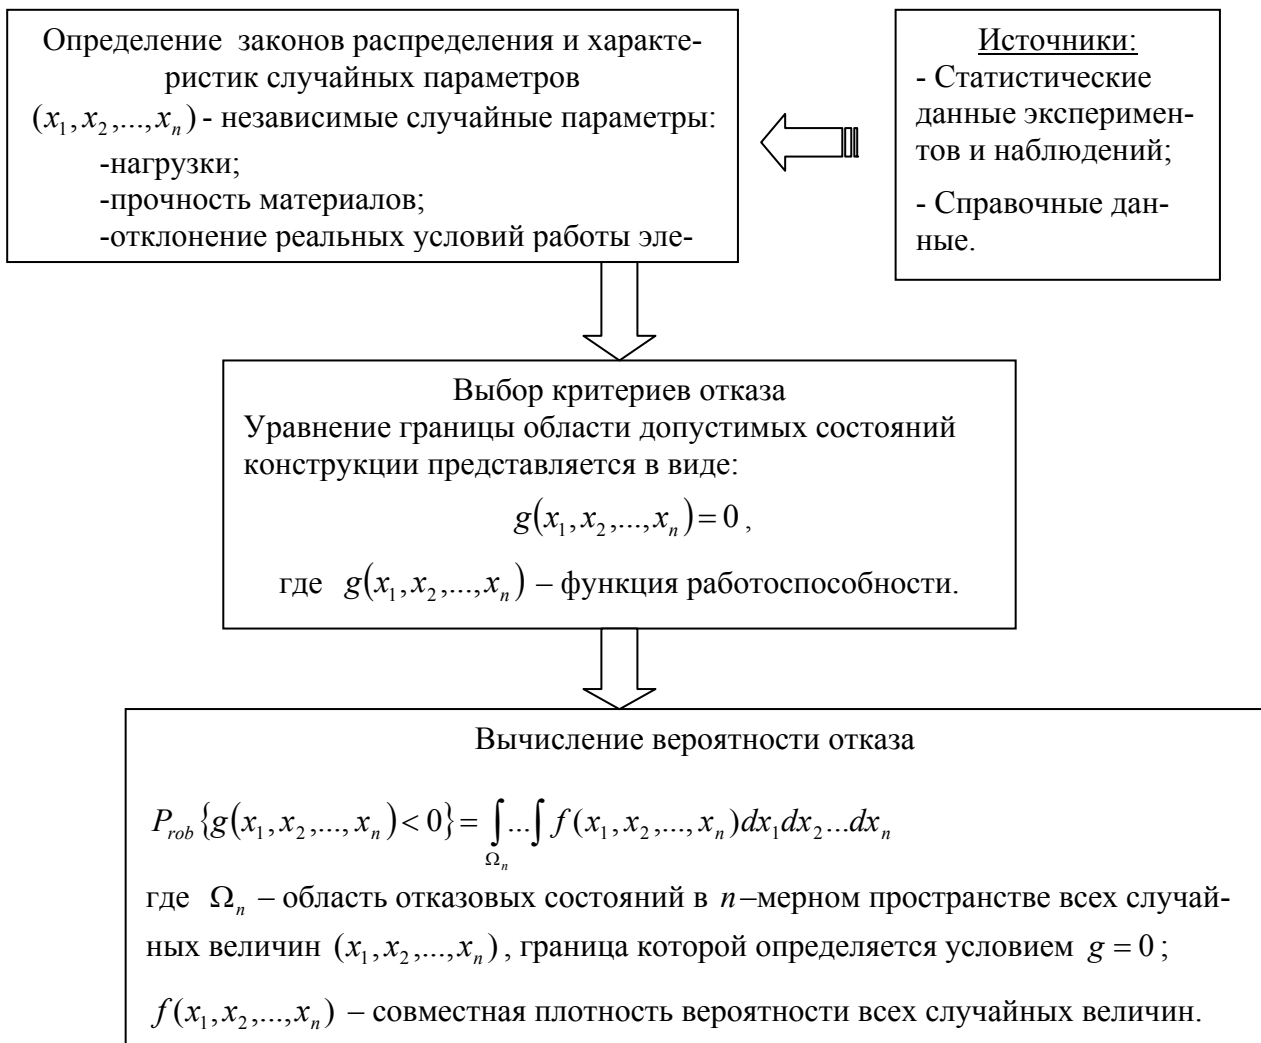 Определение законов распределения и характе-
ристик случайных параметров
(x₁, x₂,..., xₙ) - независимые случайные параметры:
-нагрузки;
-прочность материалов;
-отклонение реальных условий работы эле-
Источники:
- Статистические
данные эксперимен-
тов и наблюдений;
- Справочные дан-
ные.
Выбор критериев отказа
Уравнение границы области допустимых состояний
конструкции представляется в виде:
g(x₁, x₂,..., xₙ) = 0 ,
где g(x₁, x₂,..., xₙ) – функция работоспособности.
Вычисление вероятности отказа
P_rob {g(x₁, x₂,..., xₙ) < 0} = ∫...∫ f (x₁, x₂,..., xₙ)dx₁dx₂...dxₙ
Ωₙ
где Ωₙ – область отказовых состояний в n–мерном пространстве всех случай-
ных величин (x₁, x₂,..., xₙ) , граница которой определяется условием g = 0 ;
f (x₁, x₂,..., xₙ) – совместная плотность вероятности всех случайных величин.